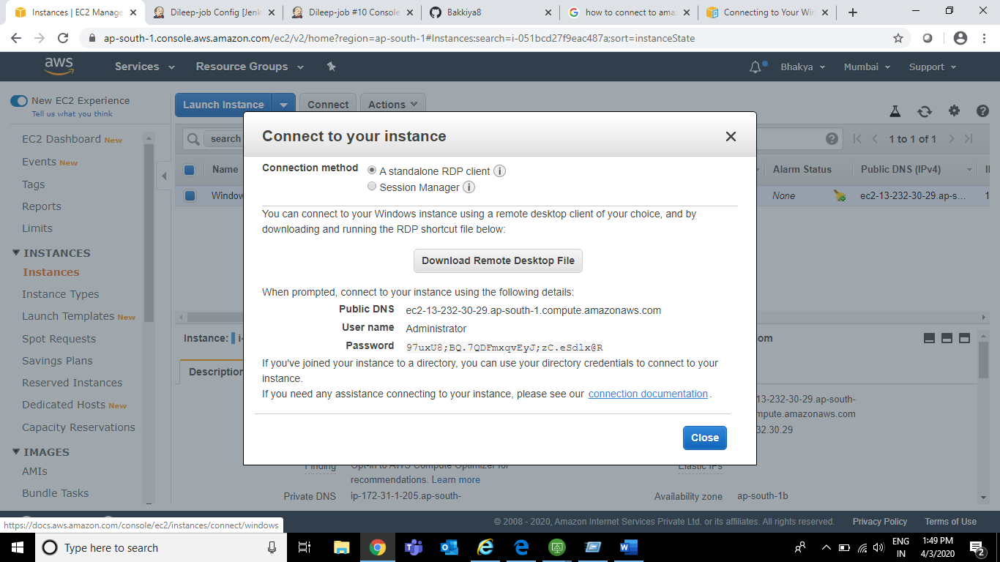 Instances | EC2 Manage
Dileep-job Config [Jenk
Dileep-job #10 Console
Bakkiya8
how to connect to ama
Connecting to Your Win
ap-south-1.console.aws.amazon.com/ec2/v2/home?region=ap-south-1#Instances:search=i-051bcd27f9eac487a;sort=instanceState
aws
Services
Resource Groups
Bhakya
Mumbai
Support
New EC2 Experience
Tell us what you think
Launch Instance
Connect
Actions
EC2 Dashboard New
Events New
Tags
Reports
Limits
INSTANCES
Instances
Instance Types
Launch Templates New
Spot Requests
Savings Plans
Reserved Instances
Dedicated Hosts New
Capacity Reservations
IMAGES
AMIs
Bundle Tasks
search
1 to 1 of 1
Name
Alarm Status
Public DNS (IPv4)
Window
None
ec2-13-232-30-29.ap-s...
1
Connect to your instance
Connection method
A standalone RDP client
Session Manager
You can connect to your Windows instance using a remote desktop client of your choice, and by
downloading and running the RDP shortcut file below:
Download Remote Desktop File
When prompted, connect to your instance using the following details:
Public DNS ec2-13-232-30-29.ap-south-1.compute.amazonaws.com
User name Administrator
Password 97uxU8;BQ.7QDFmxqvEyJ;zC.eSdlx@R
If you've joined your instance to a directory, you can use your directory credentials to connect to your
instance.
If you need any assistance connecting to your instance, please see our connection documentation.
Close
Instance: i-
om
Description
13-232-30-29.ap-south-
mpute.amazonaws.com
32.30.29
Finding
Opt-in to AWS Compute Optimizer for
recommendations. Learn more
Elastic IPs
Private DNS
ip-172-31-1-205.ap-south-
Availability zone
ap-south-1b
https://docs.aws.amazon.com/console/ec2/instances/connect/windows
© 2008 - 2020, Amazon Internet Services Private Ltd. or its affiliates. All rights reserved.
Privacy Policy
Terms of Use
Type here to search
ENG
IN
1:49 PM
4/3/2020
2